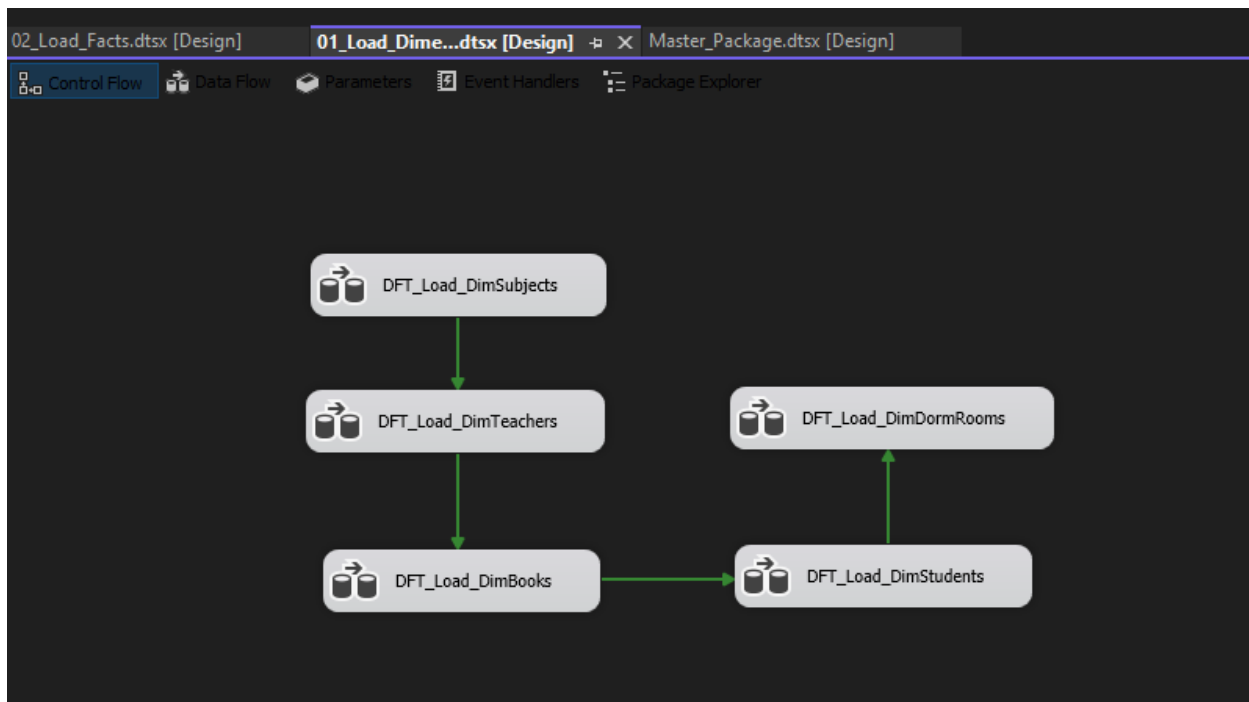 02_Load_Facts.dtsx [Design] 01_Load_Dime...dtsx [Design] Master_Package.dtsx [Design]
Control Flow Data Flow Parameters Event Handlers Package Explorer
DFT_Load_DimSubjects
DFT_Load_DimTeachers
DFT_Load_DimDormRooms
DFT_Load_DimBooks
DFT_Load_DimStudents